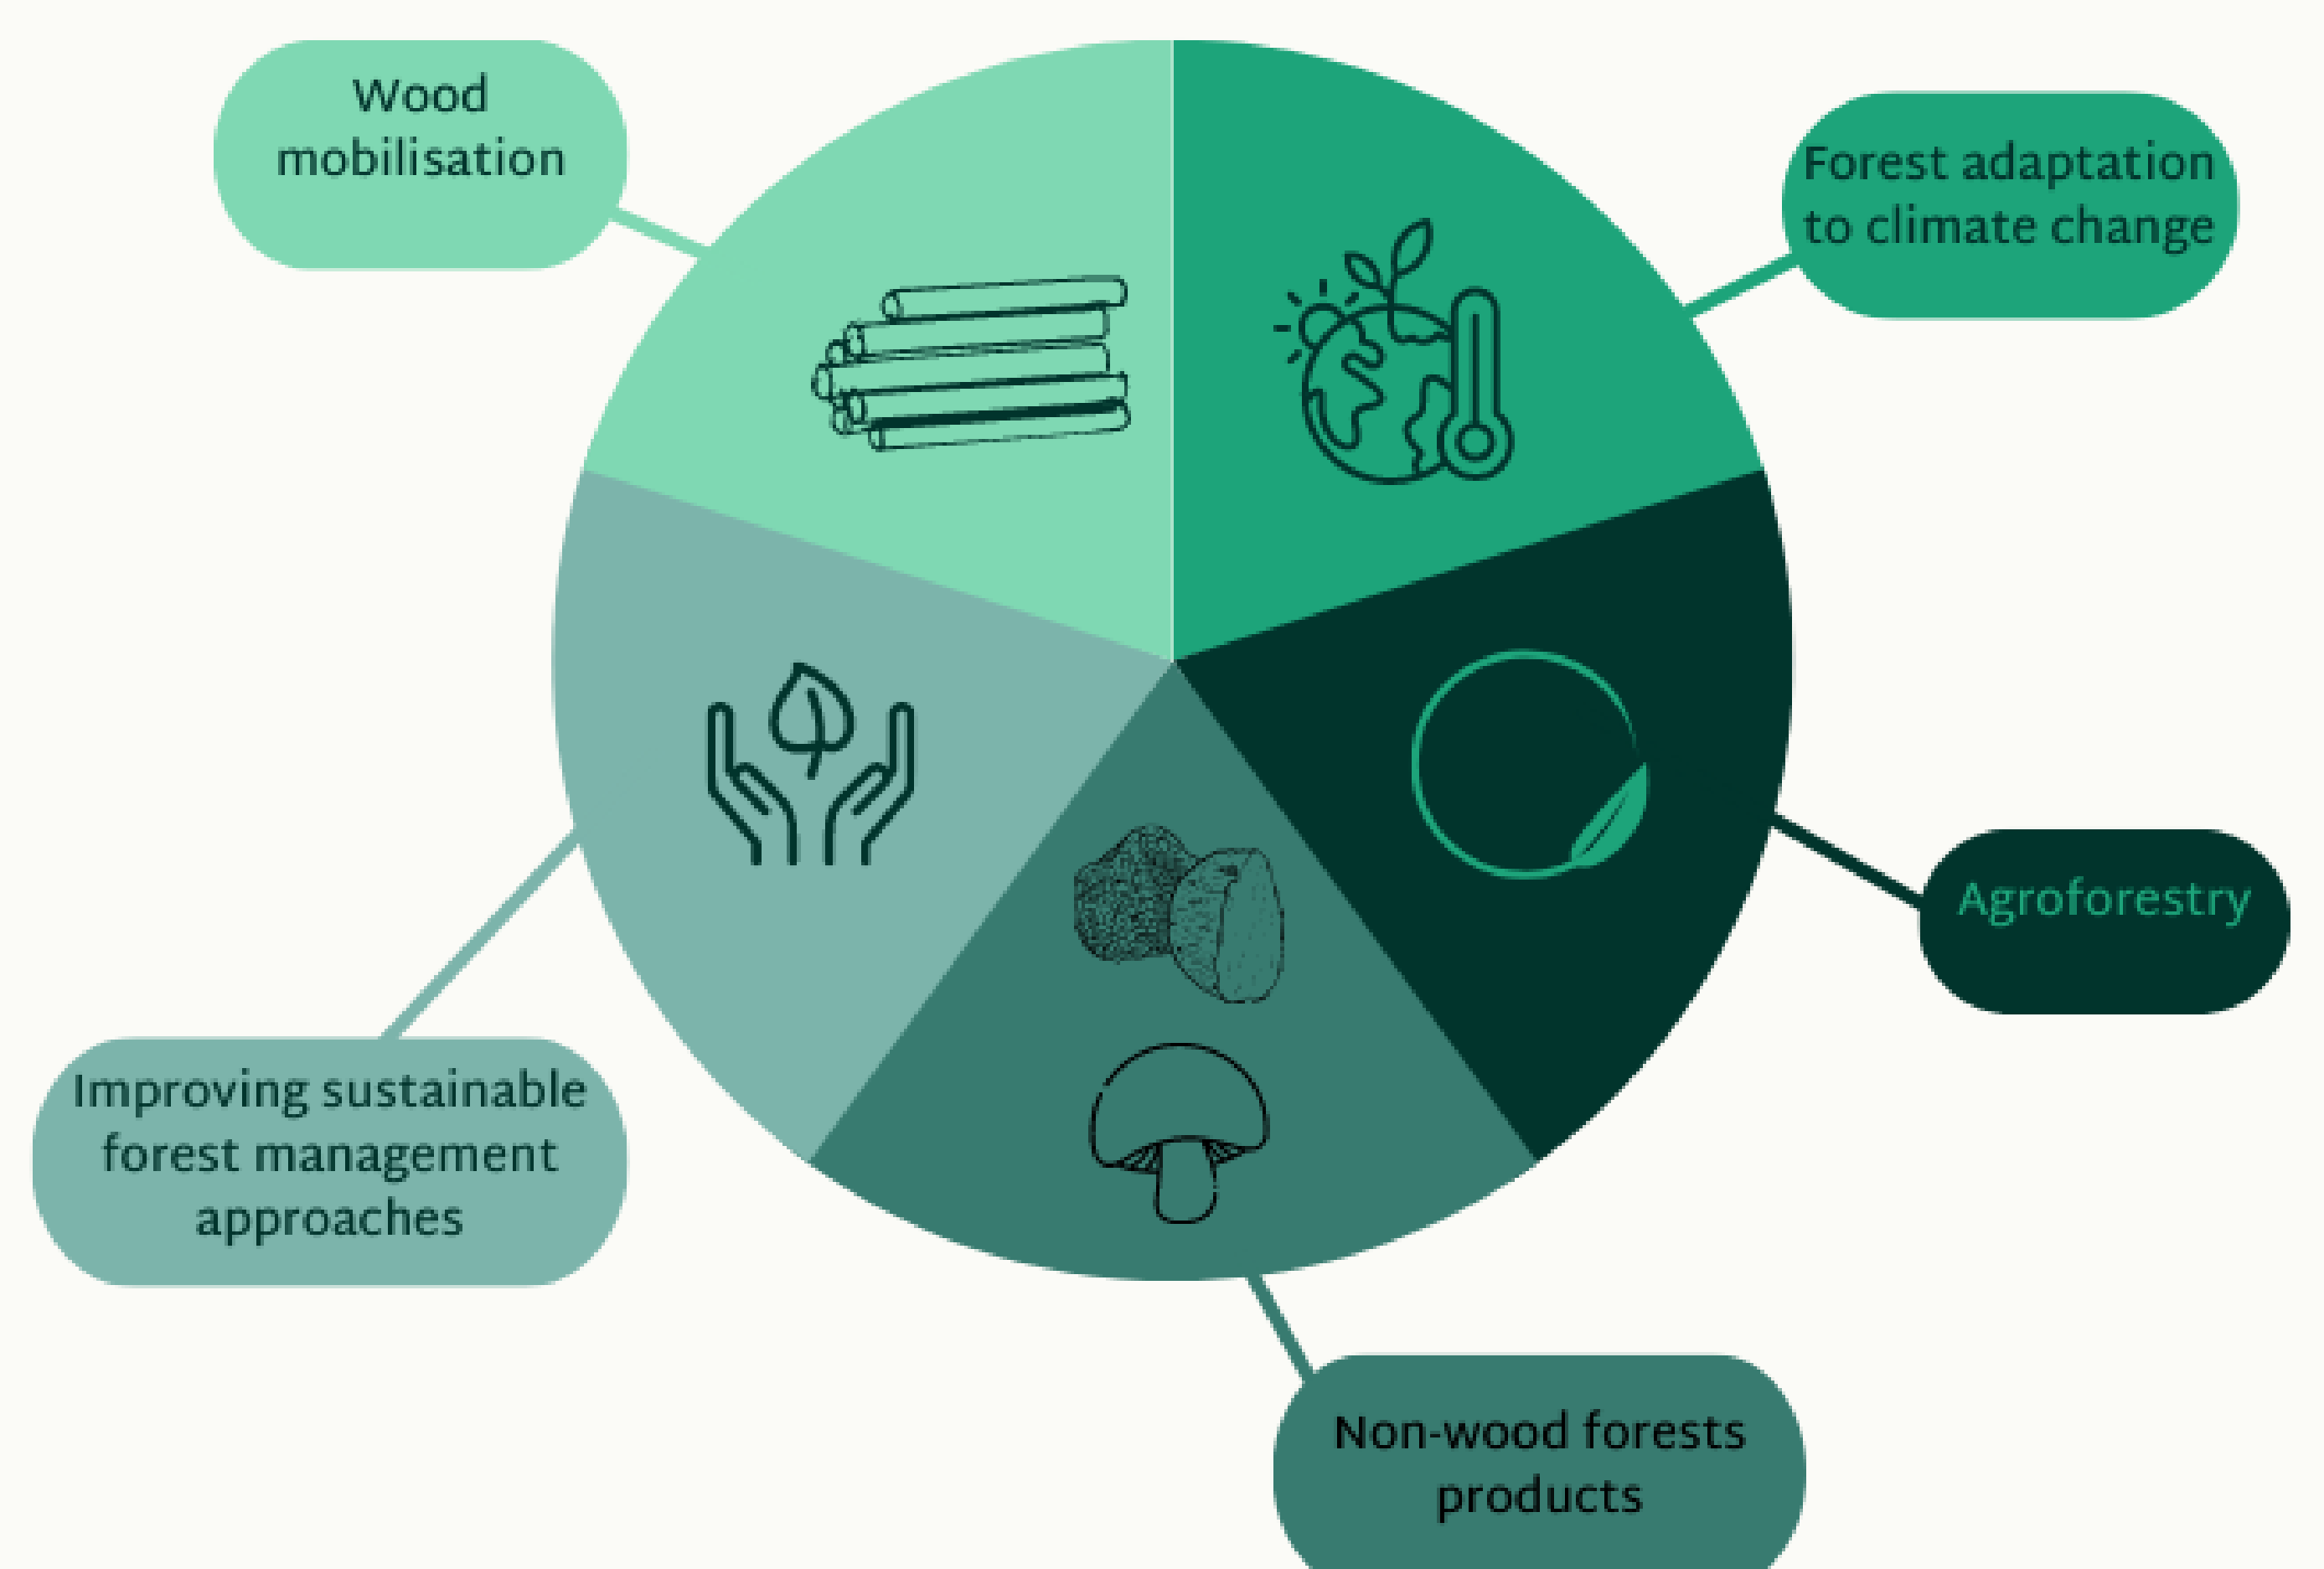 Wood
mobilisation
Forest adaptation
to climate change
Agroforestry
Improving sustainable
forest management
approaches
Non-wood forests
products